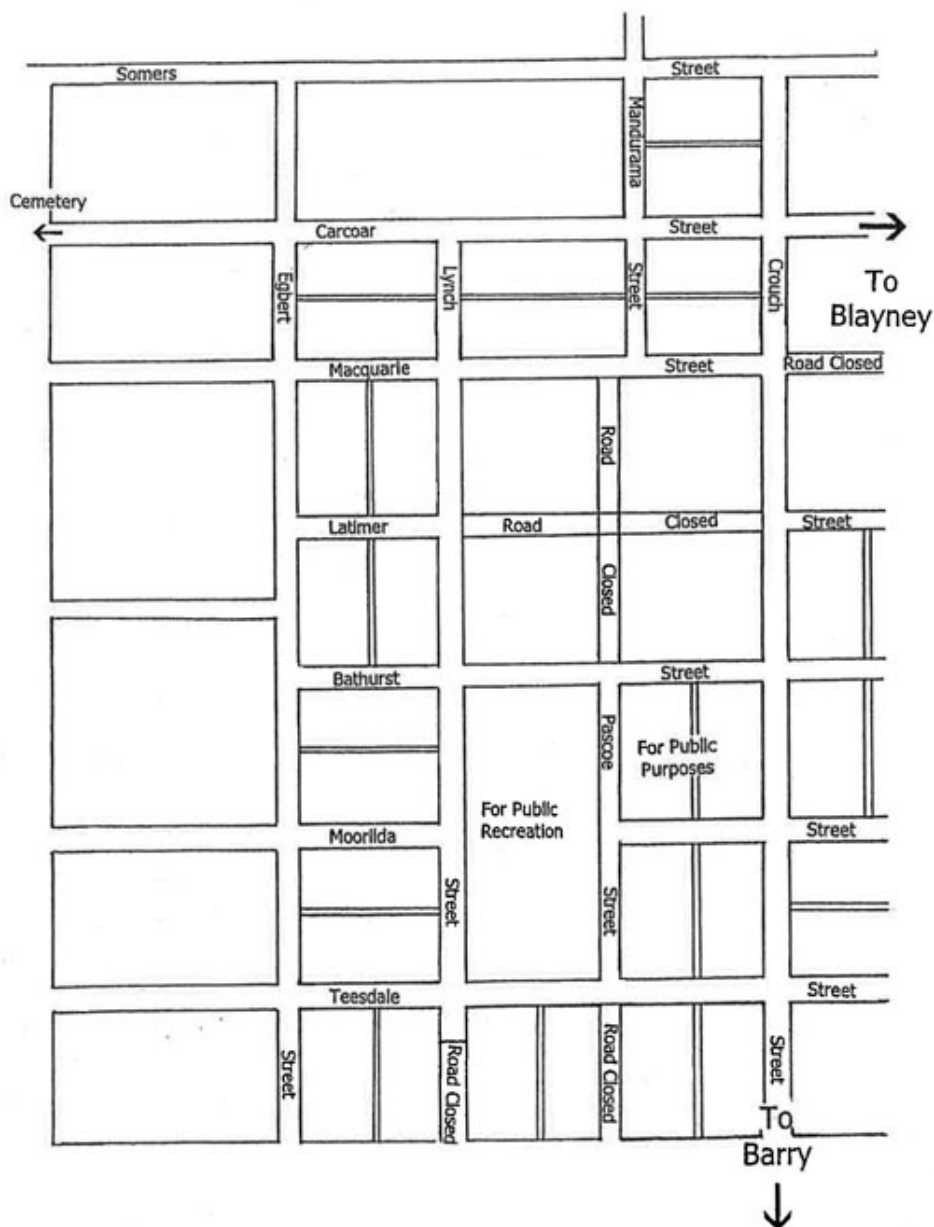 Somers Street
Mandurama
Cemetery
Carcoar Street
Egbert
Lynch
Street
Crouch
To
Blayney
Macquarie Street Road Closed
Road
Latimer Road Closed Street
Closed
Bathurst Street
Pascoe
For Public
Purposes
For Public
Recreation
Moorilda Street
Street
Street
Teesdale Street
Street
Road Closed
Road Closed
Street
To
Barry